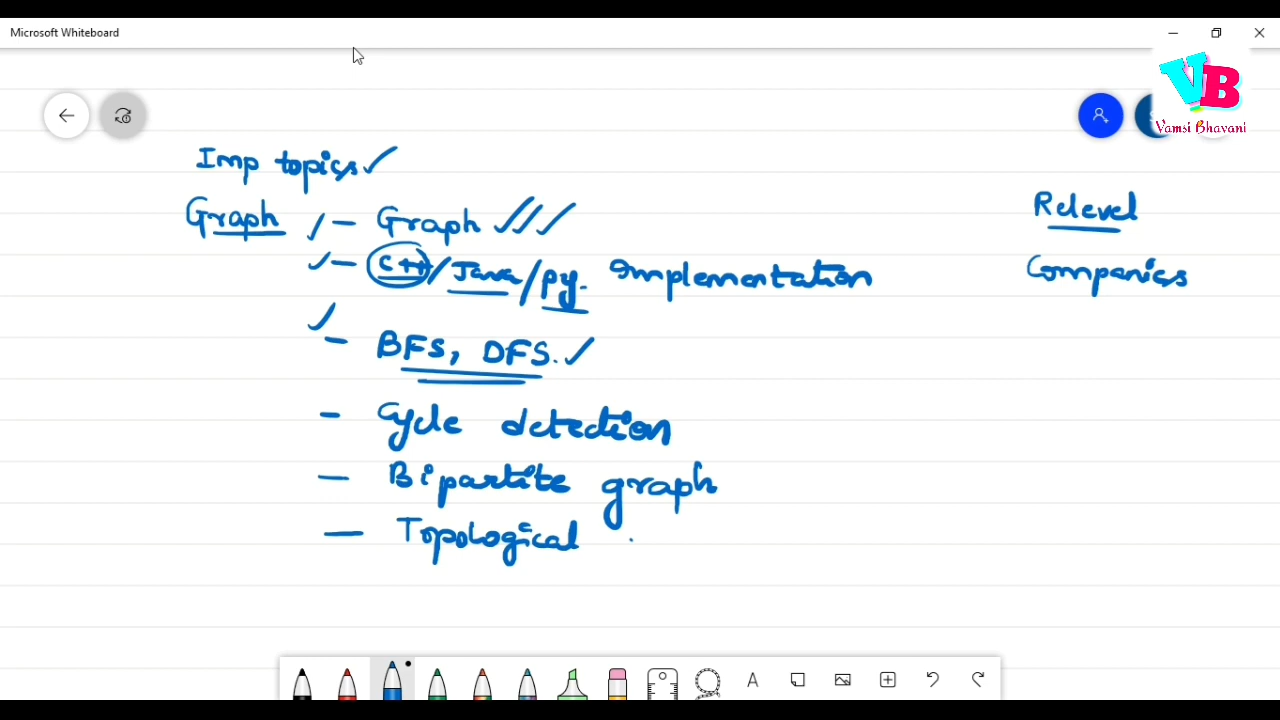 Microsoft Whiteboard
VB
Vamsi Bhavani
Imp topics
Graph - Graph
- C++/Java/py. Implementation
- BFS, DFS.
- Cycle detection
- Bipartite graph
- Topological
Relevel
Companies
A